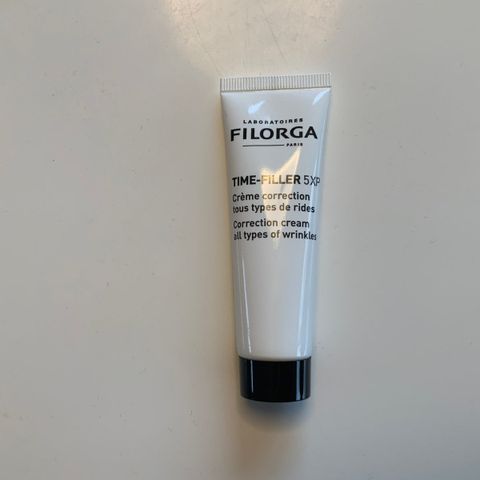 LABORATOIRES
FILORGA
PARIS
TIME-FILLER 5XP
Crème correction
tous types de rides
Correction cream
all types of wrinkles